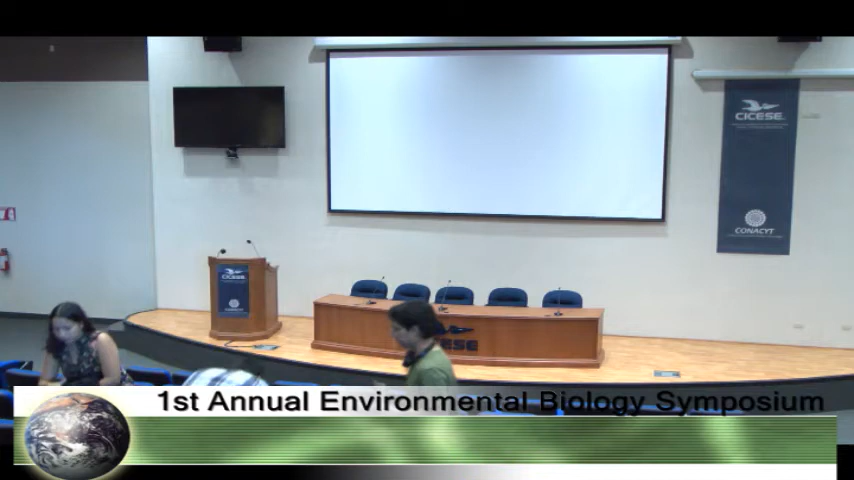 CICESE
CONACYT
CICESE
1st Annual Environmental Biology Symposium